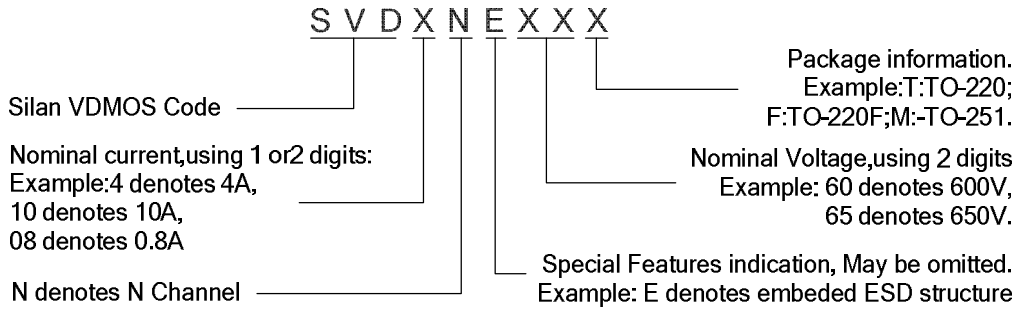 S V D X N E X X X
Package information.
Example:T:TO-220;
F:TO-220F;M:-TO-251.
Silan VDMOS Code
Nominal current,using 1 or2 digits:
Example:4 denotes 4A,
10 denotes 10A,
08 denotes 0.8A
Nominal Voltage,using 2 digits
Example: 60 denotes 600V,
65 denotes 650V.
Special Features indication, May be omitted.
Example: E denotes embeded ESD structure
N denotes N Channel